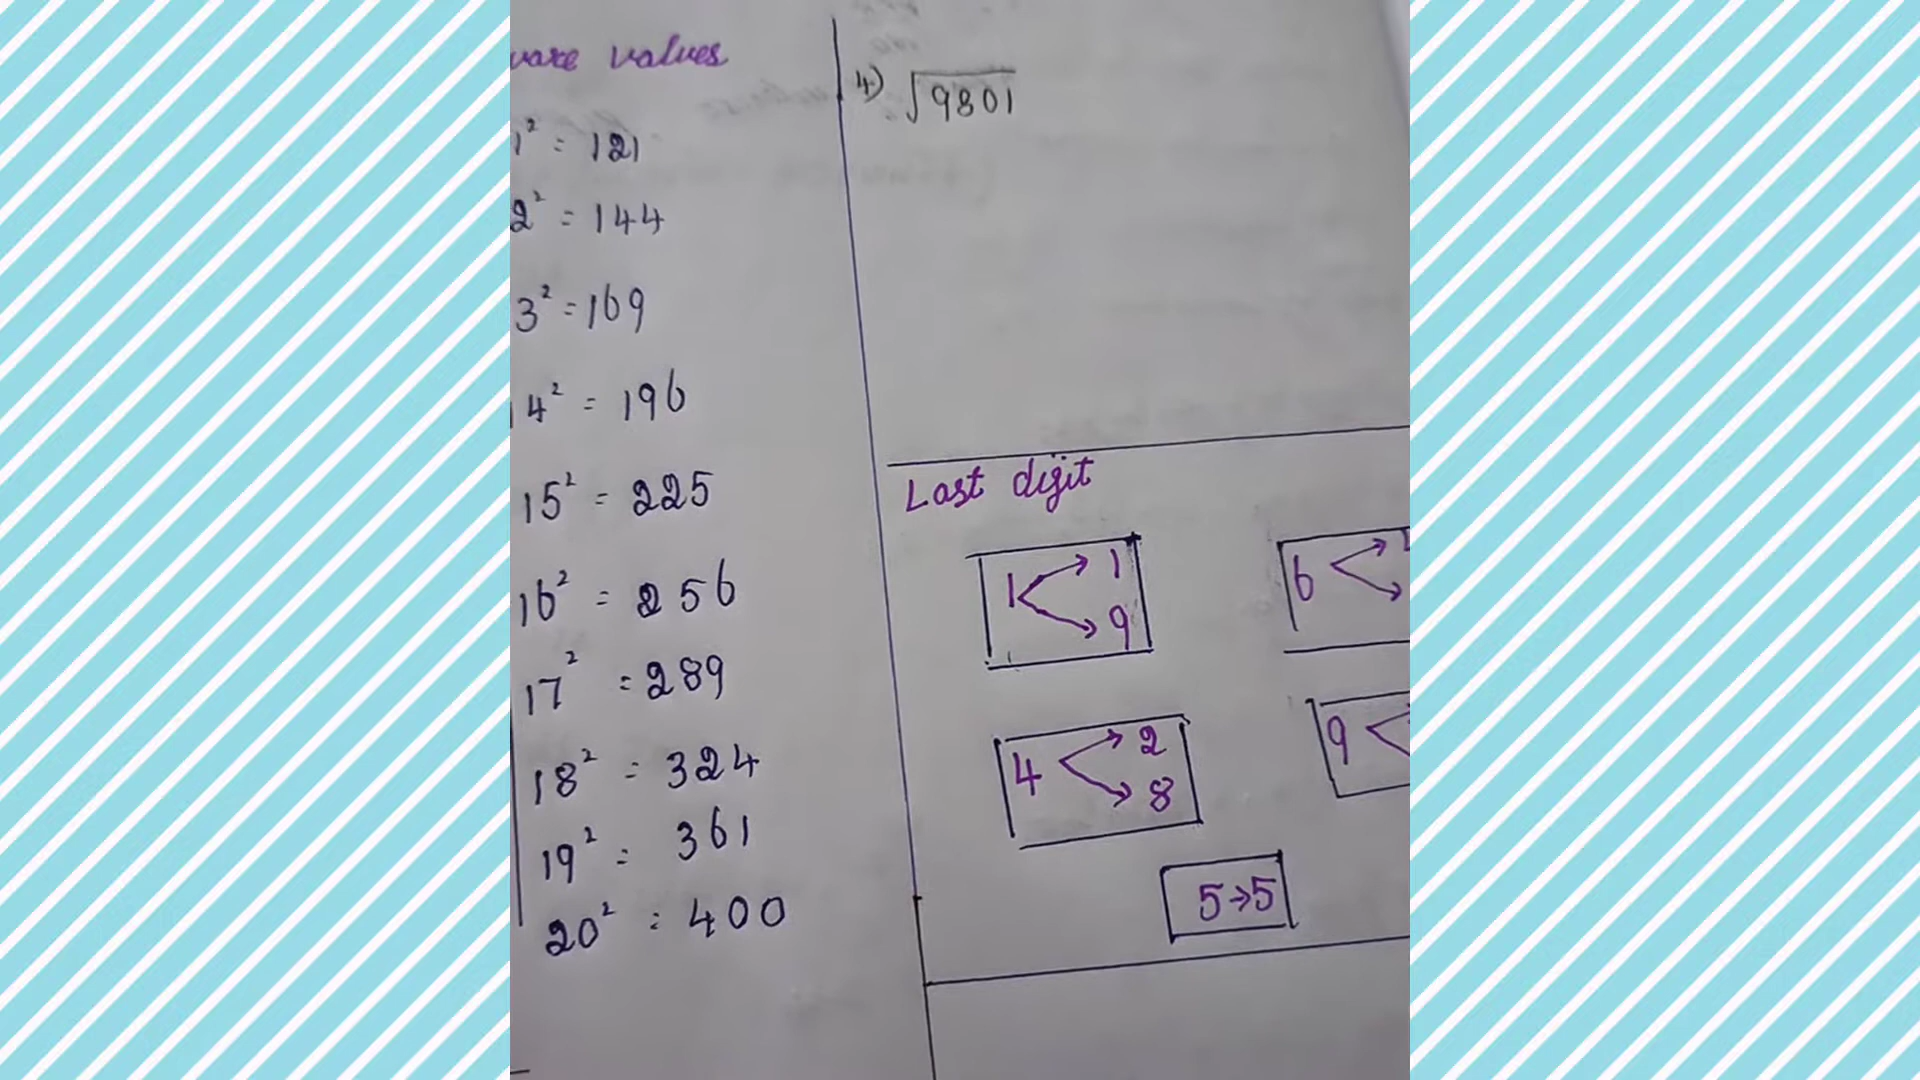 uare values
1² = 121
2² = 144
3² = 169
14² = 196
15² = 225
16² = 256
17² = 289
18² = 324
19² = 361
20² = 400
4) √9801
Last digit
1 → 1
→ 9
6
4 → 2
→ 8
9
5→5